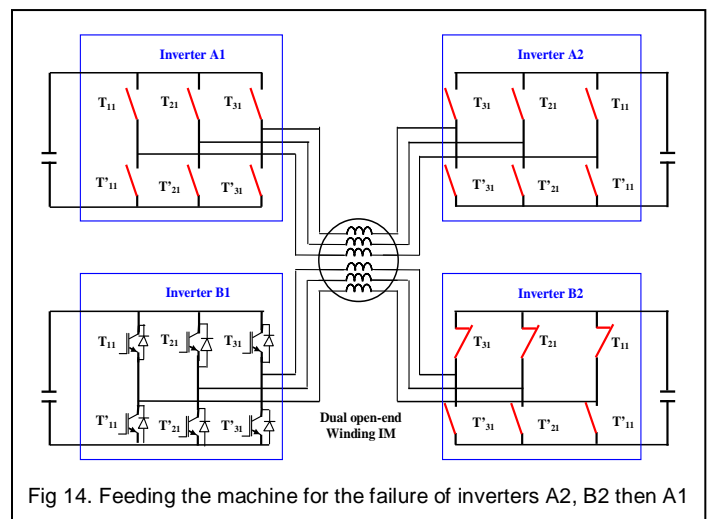 Inverter A1
Inverter A2
T₁₁ T₂₁ T₃₁
T₃₁ T₂₁ T₁₁
T'₁₁ T'₂₁ T'₃₁
T'₃₁ T'₂₁ T'₁₁
Inverter B1
Inverter B2
T₁₁ T₂₁ T₃₁
T₃₁ T₂₁ T₁₁
T'₁₁ T'₂₁ T'₃₁
T'₃₁ T'₂₁ T'₁₁
Dual open-end
Winding IM
Fig 14. Feeding the machine for the failure of inverters A2, B2 then A1